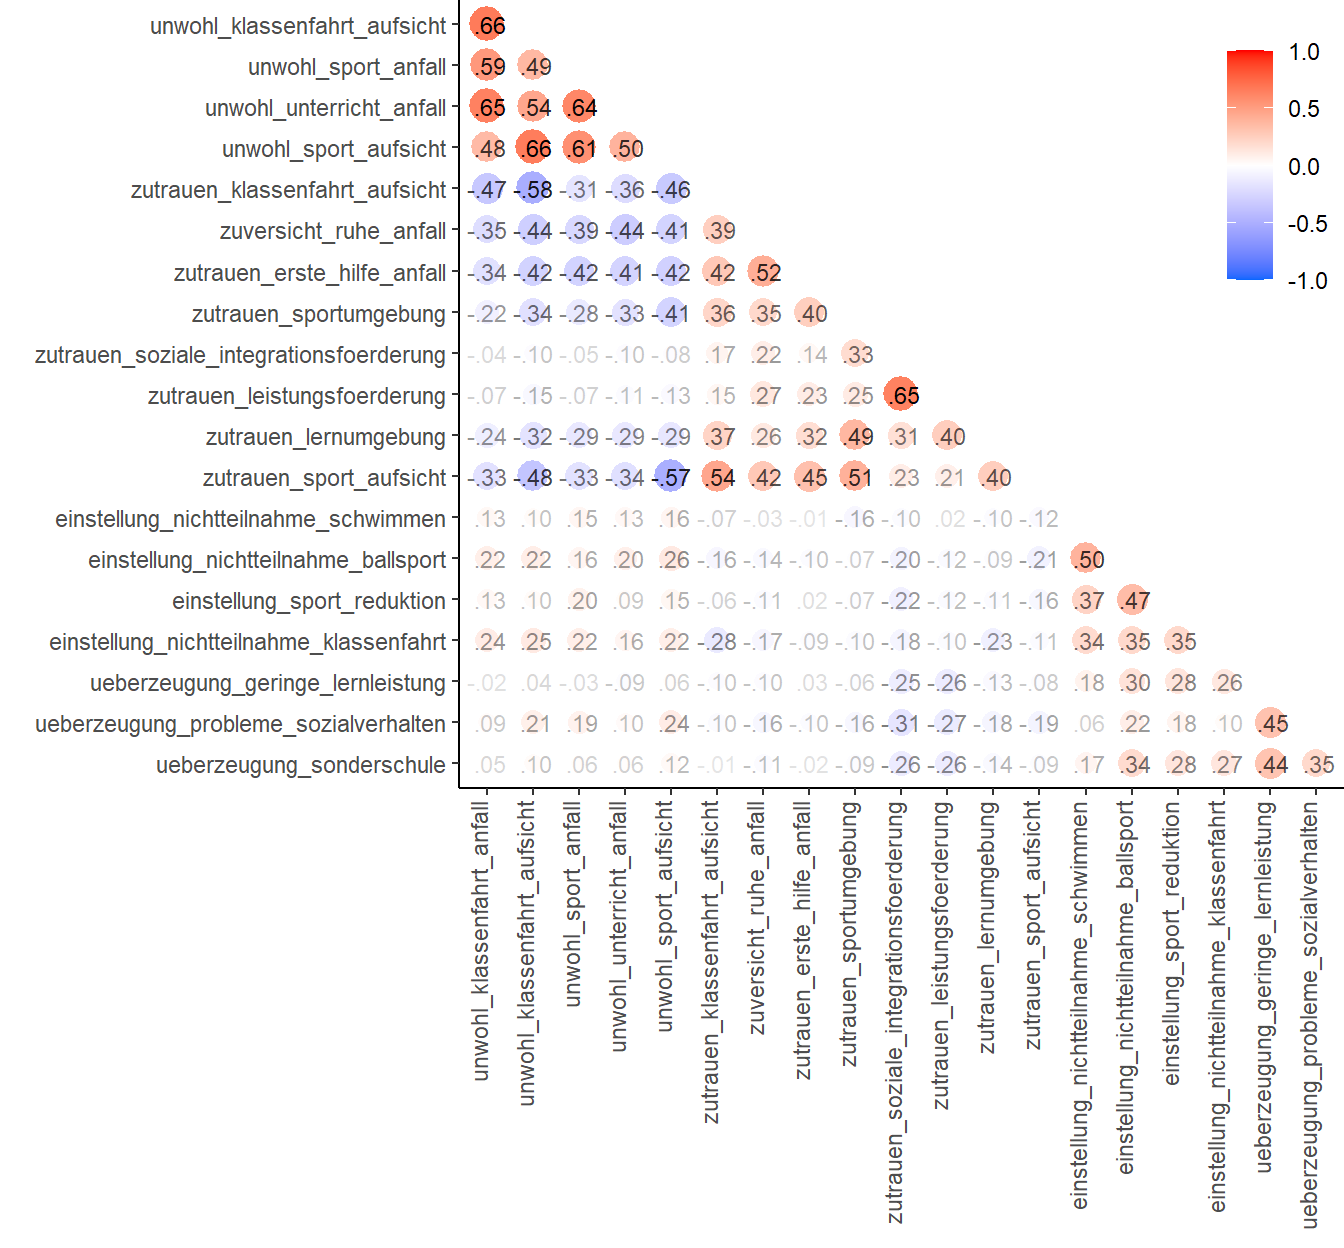 unwohl_klassenfahrt_aufsicht .66
unwohl_sport_anfall .59 .49
unwohl_unterricht_anfall .65 .54 .64
unwohl_sport_aufsicht .48 .66 .61 .50
zutrauen_klassenfahrt_aufsicht -.47 -.58 -.31 -.36 -.46
zuversicht_ruhe_anfall -.35 -.44 -.39 -.44 -.41 .39
zutrauen_erste_hilfe_anfall -.34 -.42 -.42 -.41 -.42 .42 .52
zutrauen_sportumgebung -.22 -.34 -.28 -.33 -.41 .36 .35 .40
zutrauen_soziale_integrationsfoerderung -.04 -.10 -.05 -.10 -.08 .17 .22 .14 .33
zutrauen_leistungsfoerderung -.07 -.15 -.07 -.11 -.13 .15 .27 .23 .25 .65
zutrauen_lernumgebung -.24 -.32 -.29 -.29 -.29 .37 .26 .32 .49 .31 .40
zutrauen_sport_aufsicht -.33 -.48 -.33 -.34 -.57 .54 .42 .45 .51 .23 .21 .40
einstellung_nichtteilnahme_schwimmen .13 .10 .15 .13 .16 -.07 -.03 -.01 -.16 -.10 .02 -.10 -.12
einstellung_nichtteilnahme_ballsport .22 .22 .16 .20 .26 -.16 -.14 -.10 -.07 -.20 -.12 -.09 -.21 .50
einstellung_sport_reduktion .13 .10 .20 .09 .15 -.06 -.11 .02 -.07 -.22 -.12 -.11 -.16 .37 .47
einstellung_nichtteilnahme_klassenfahrt .24 .25 .22 .16 .22 -.28 -.17 -.09 -.10 -.18 -.10 -.23 -.11 .34 .35 .35
ueberzeugung_geringe_lernleistung -.02 .04 -.03 -.09 .06 -.10 -.10 .03 -.06 -.25 -.26 -.13 -.08 .18 .30 .28 .26
ueberzeugung_probleme_sozialverhalten .09 .21 .19 .10 .24 -.10 -.16 -.10 -.16 -.31 -.27 -.18 -.19 .06 .22 .18 .10 .45
ueberzeugung_sonderschule .05 .10 .06 .06 .12 -.01 -.11 -.02 -.09 -.26 -.26 -.14 -.09 .17 .34 .28 .27 .44 .35
unwohl_klassenfahrt_anfall
unwohl_klassenfahrt_aufsicht
unwohl_sport_anfall
unwohl_unterricht_anfall
unwohl_sport_aufsicht
zutrauen_klassenfahrt_aufsicht
zuversicht_ruhe_anfall
zutrauen_erste_hilfe_anfall
zutrauen_sportumgebung
zutrauen_soziale_integrationsfoerderung
zutrauen_leistungsfoerderung
zutrauen_lernumgebung
zutrauen_sport_aufsicht
einstellung_nichtteilnahme_schwimmen
einstellung_nichtteilnahme_ballsport
einstellung_sport_reduktion
einstellung_nichtteilnahme_klassenfahrt
ueberzeugung_geringe_lernleistung
ueberzeugung_probleme_sozialverhalten
1.0
0.5
0.0
-0.5
-1.0